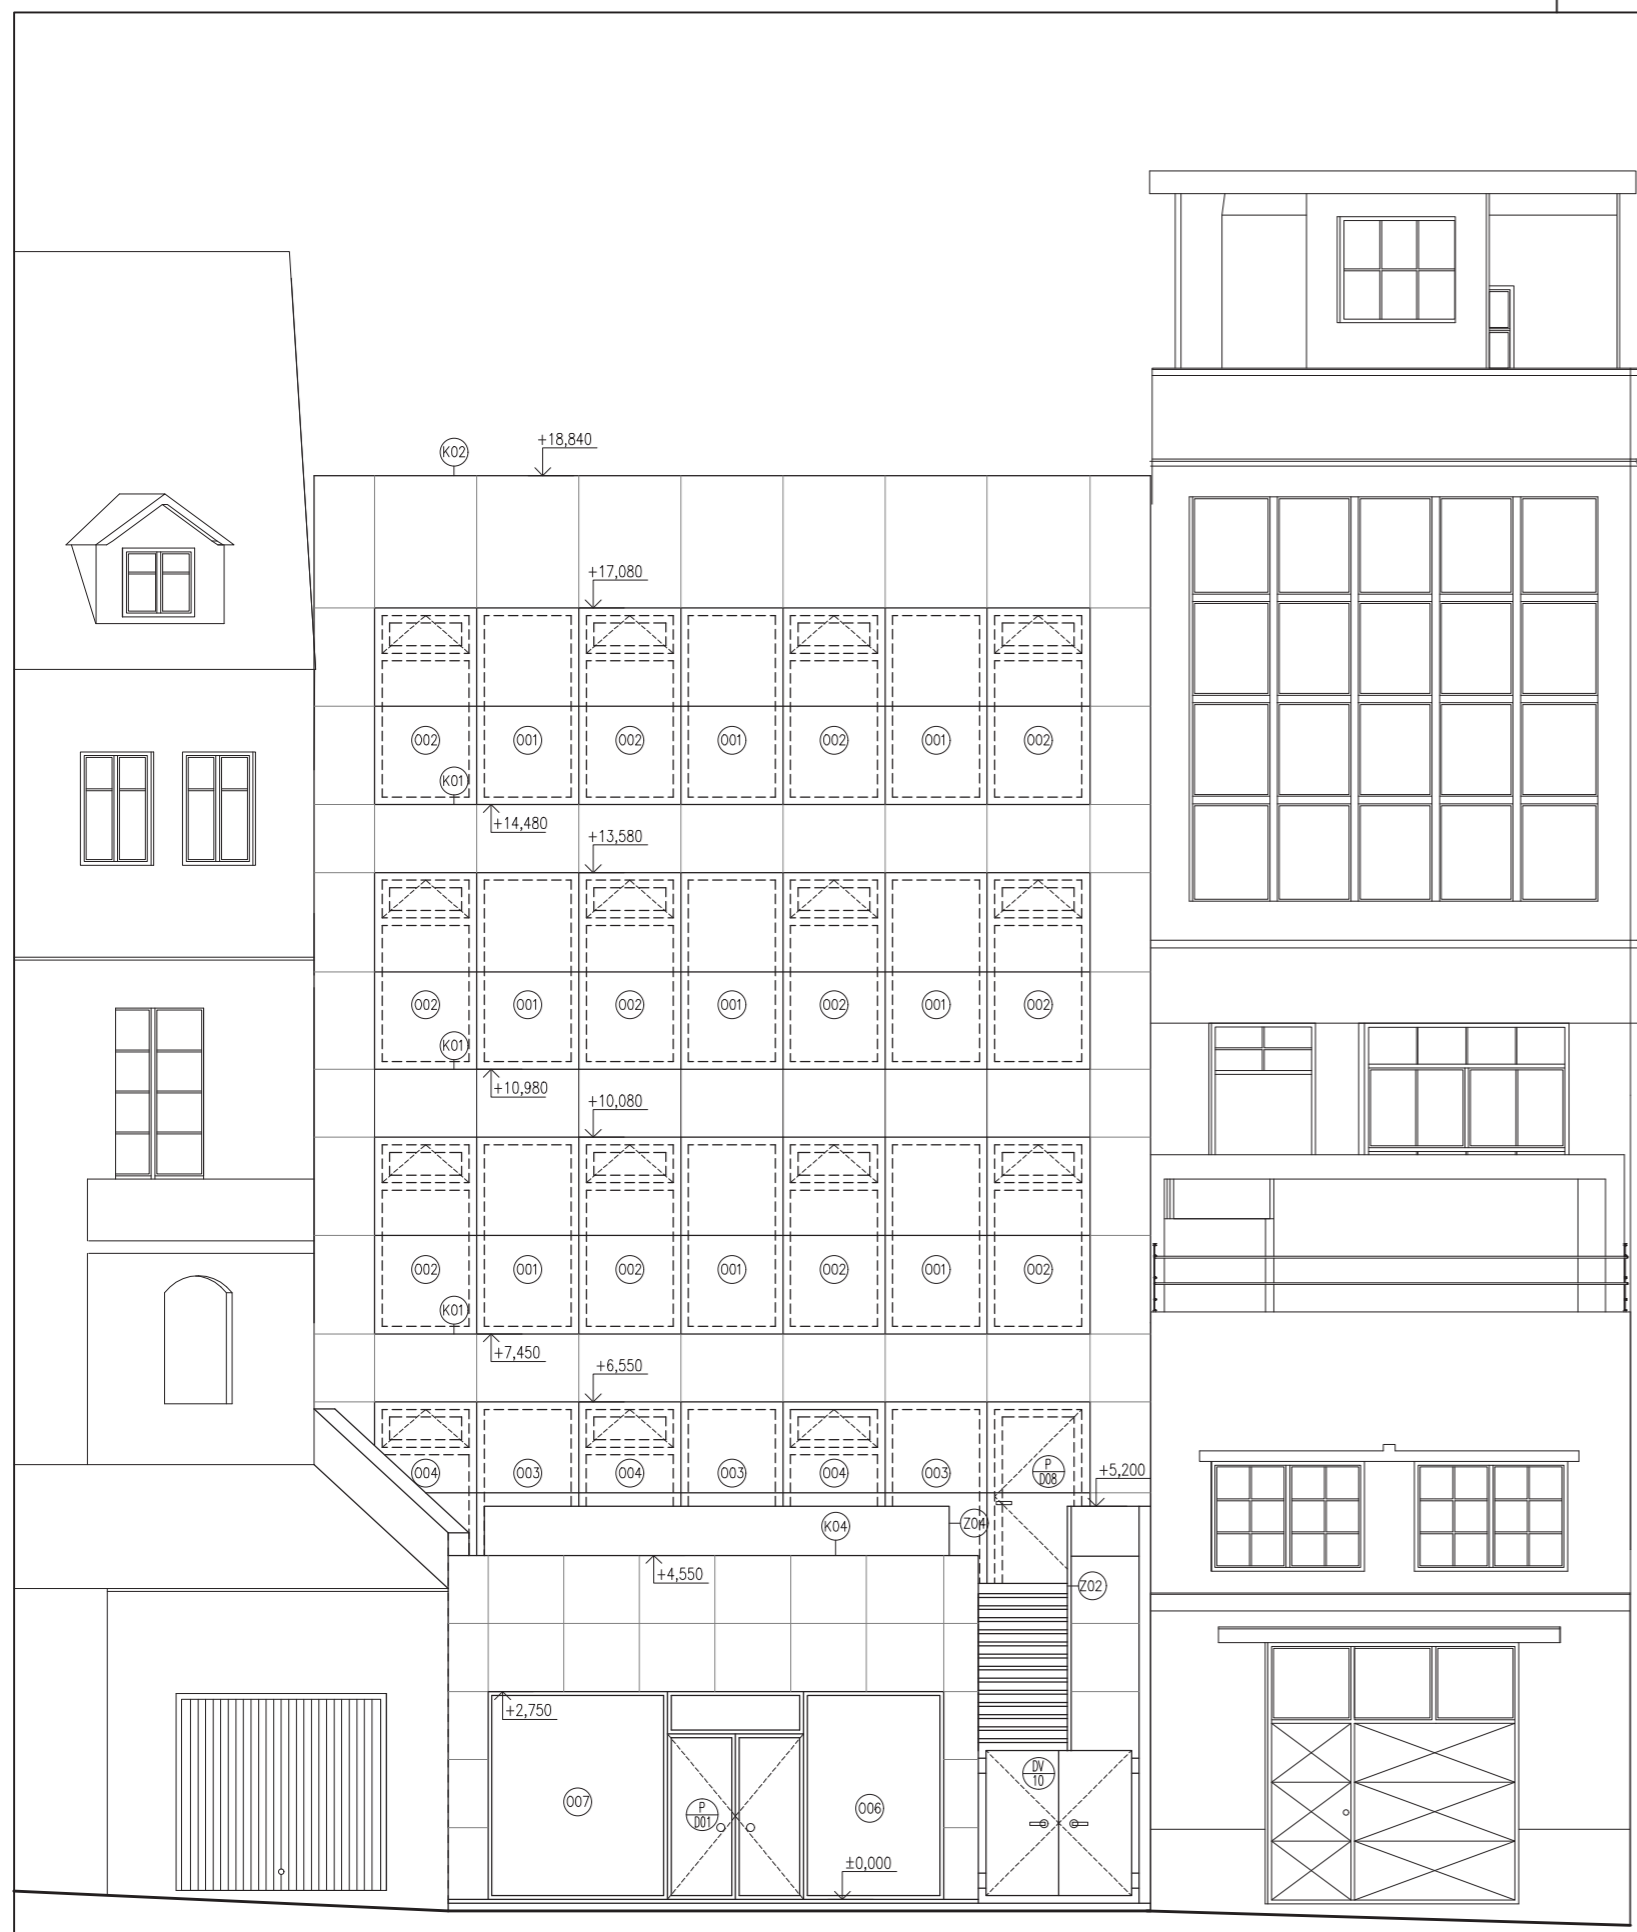 K02
+18,840
+17,080
002 001 002 001 002 001 002
K01
+14,480
+13,580
002 001 002 001 002 001 002
K01
+10,980
+10,080
002 001 002 001 002 001 002
K01
+7,450
+6,550
004 003 004 003 004 003 P D08 +5,200
K04 Z04
+4,550
Z02
+2,750
DV 10
007 P D01 006
±0,000